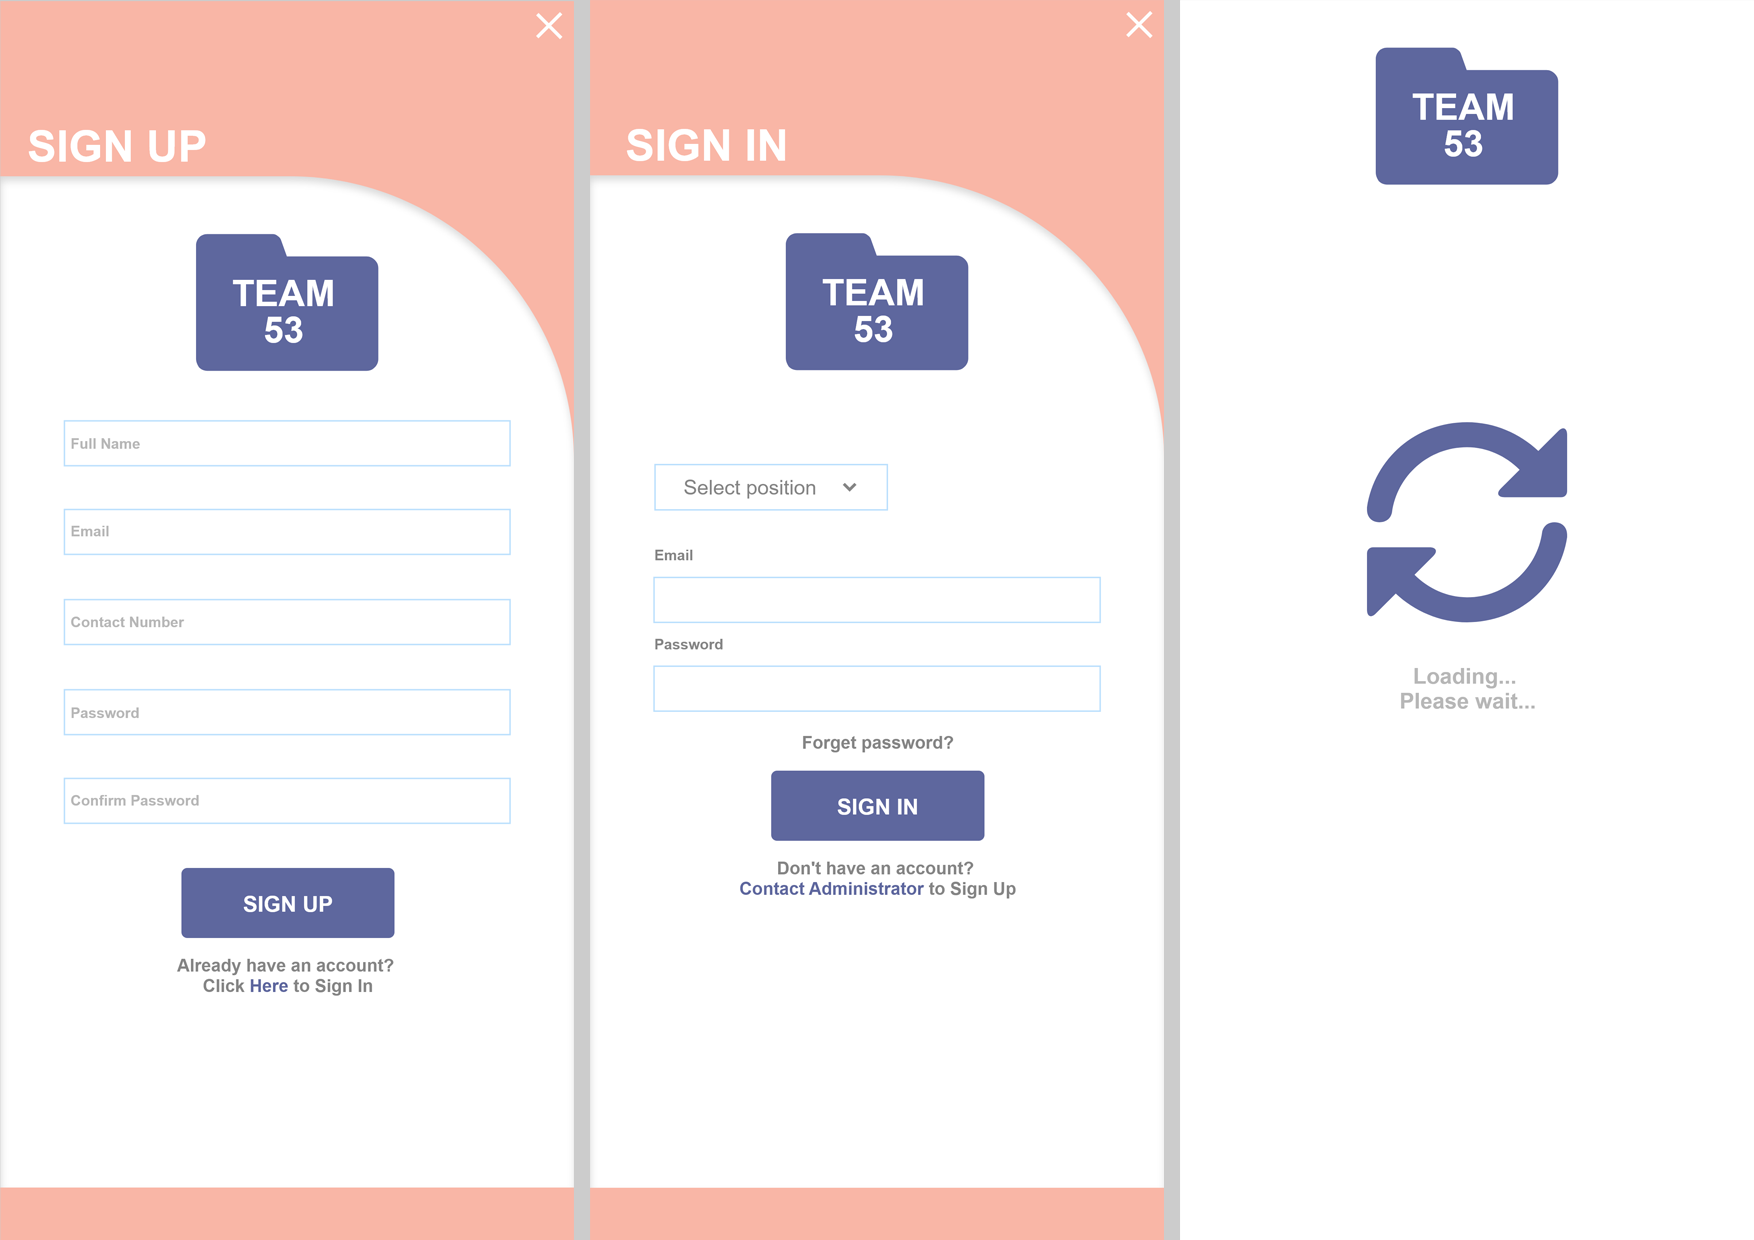 SIGN UP
TEAM
53
Full Name
Email
Contact Number
Password
Confirm Password
SIGN UP
Already have an account?
Click Here to Sign In
SIGN IN
TEAM
53
Select position
Email
Password
Forget password?
SIGN IN
Don't have an account?
Contact Administrator to Sign Up
TEAM
53
Loading...
Please wait...